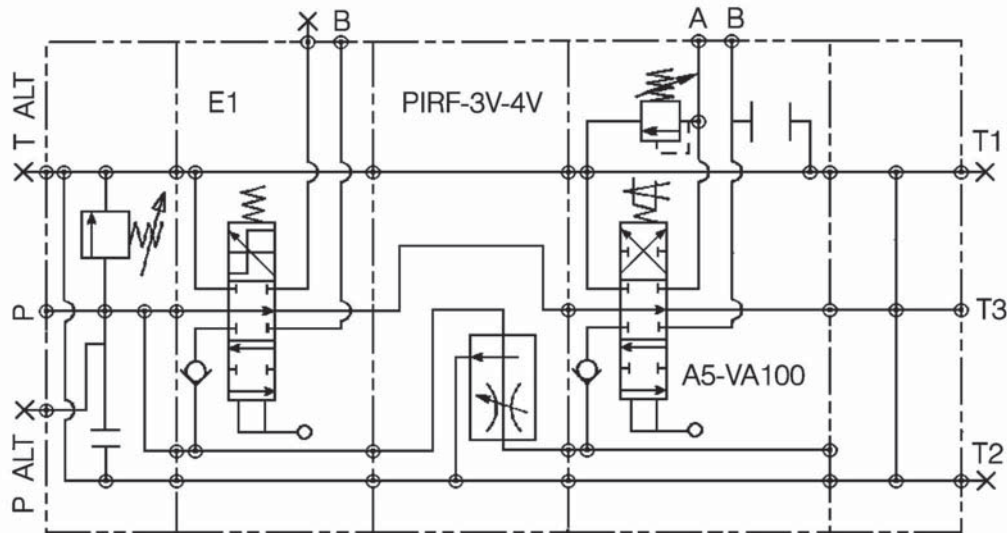 B
A B
E1
PIRF-3V-4V
T ALT
T1
P
T3
A5-VA100
P ALT
T2